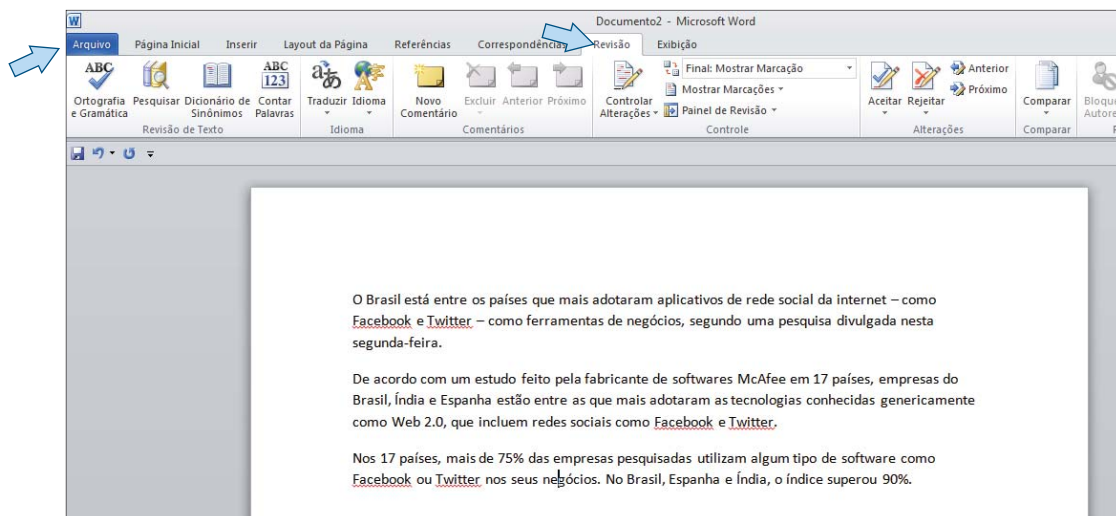 W
Documento2 - Microsoft Word
Arquivo Página Inicial Inserir Layout da Página Referências Correspondências Revisão Exibição
ABC ABC 123
Ortografia e Gramática Pesquisar Dicionário de Sinônimos Contar Palavras Traduzir Idioma Novo Comentário Excluir Anterior Próximo Controlar Alterações
Final: Mostrar Marcação
Mostrar Marcações
Painel de Revisão
Aceitar Rejeitar
Anterior
Próximo
Comparar
Revisão de Texto Idioma Comentários Controle Alterações Comparar
O Brasil está entre os países que mais adotaram aplicativos de rede social da internet – como
Facebook e Twitter – como ferramentas de negócios, segundo uma pesquisa divulgada nesta
segunda-feira.
De acordo com um estudo feito pela fabricante de softwares McAfee em 17 países, empresas do
Brasil, Índia e Espanha estão entre as que mais adotaram as tecnologias conhecidas genericamente
como Web 2.0, que incluem redes sociais como Facebook e Twitter.
Nos 17 países, mais de 75% das empresas pesquisadas utilizam algum tipo de software como
Facebook ou Twitter nos seus negócios. No Brasil, Espanha e Índia, o índice superou 90%.